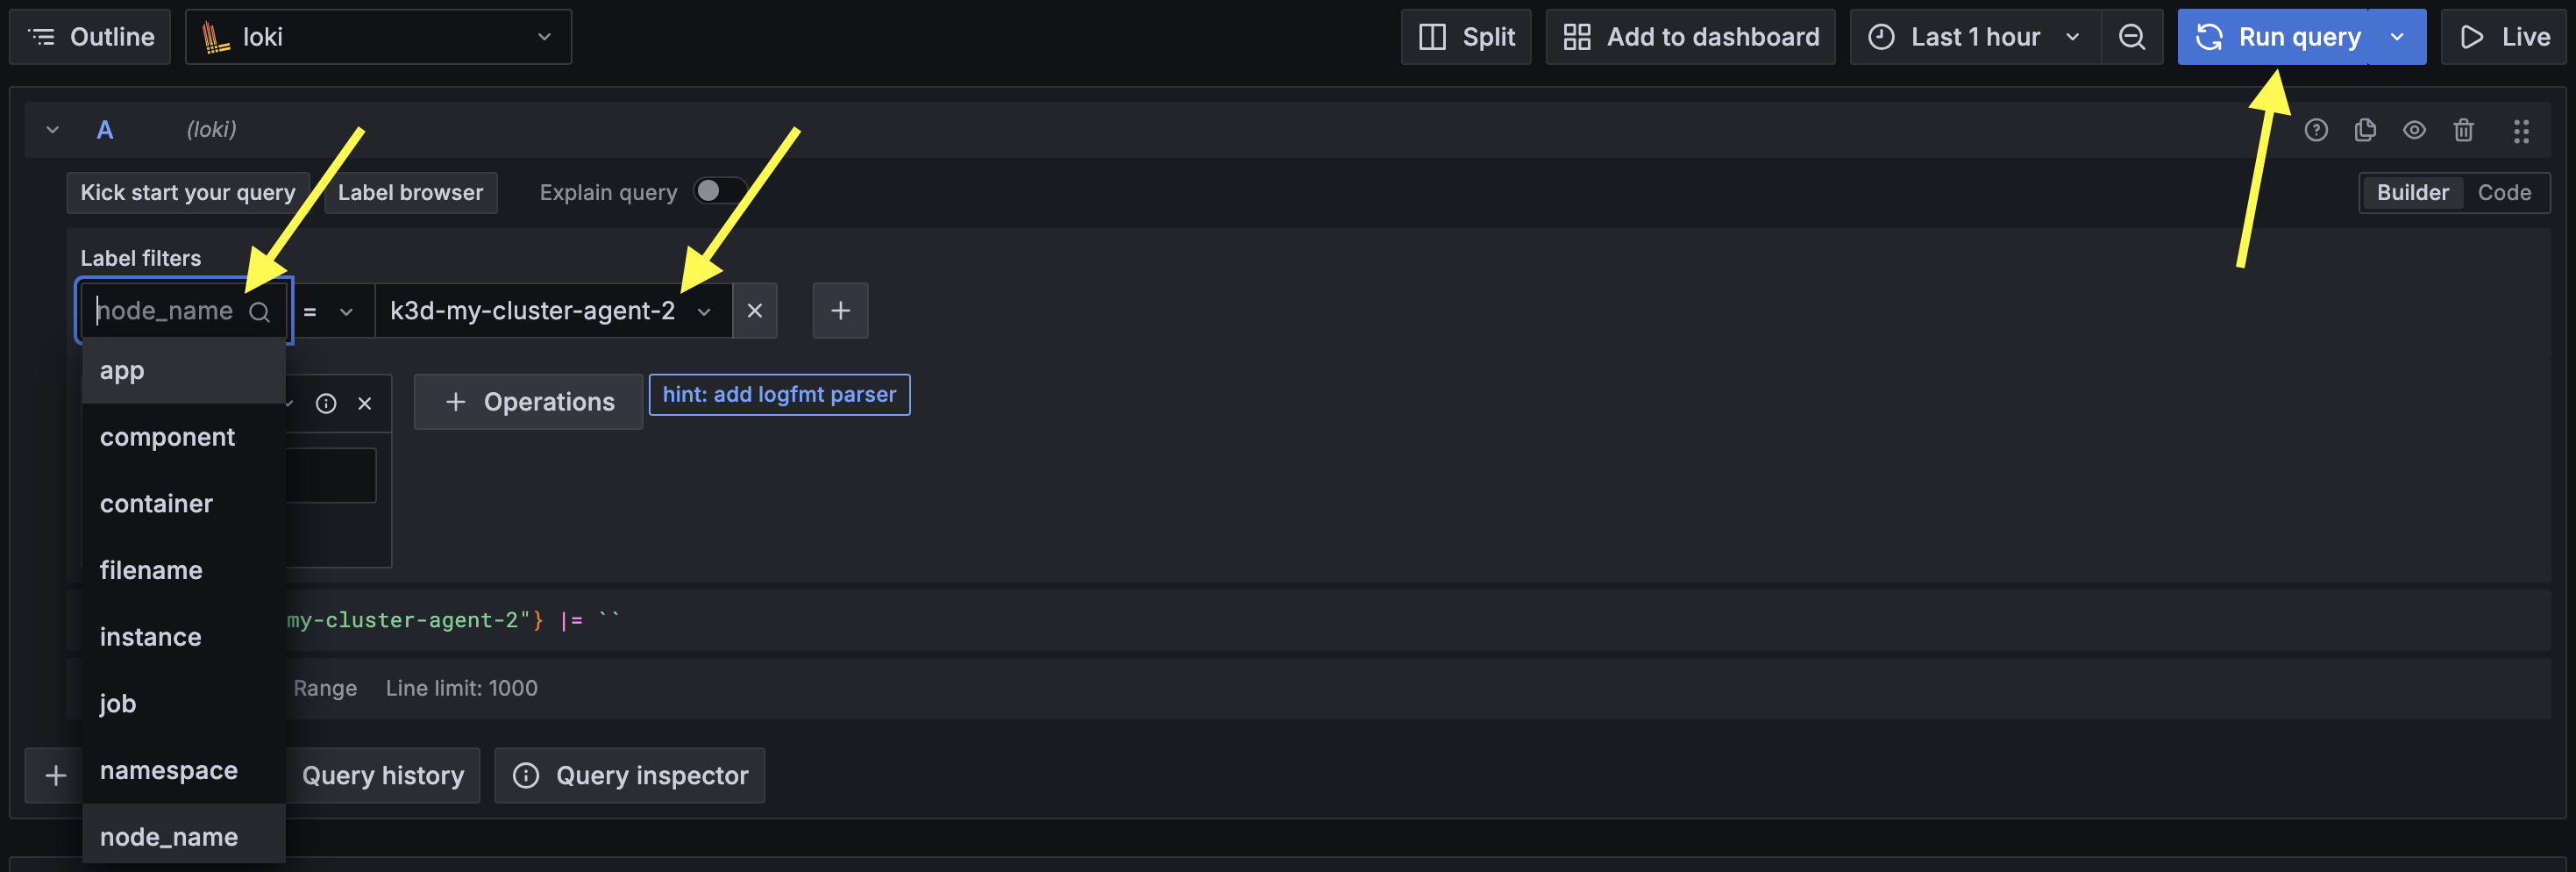 Outline
loki
Split
Add to dashboard
Last 1 hour
Run query
Live
A (loki)
Kick start your query
Label browser
Explain query
Builder
Code
Label filters
node_name
=
k3d-my-cluster-agent-2
app
component
container
filename
instance
job
namespace
node_name
+ Operations
hint: add logfmt parser
my-cluster-agent-2"} |= ``
Range Line limit: 1000
Query history
Query inspector